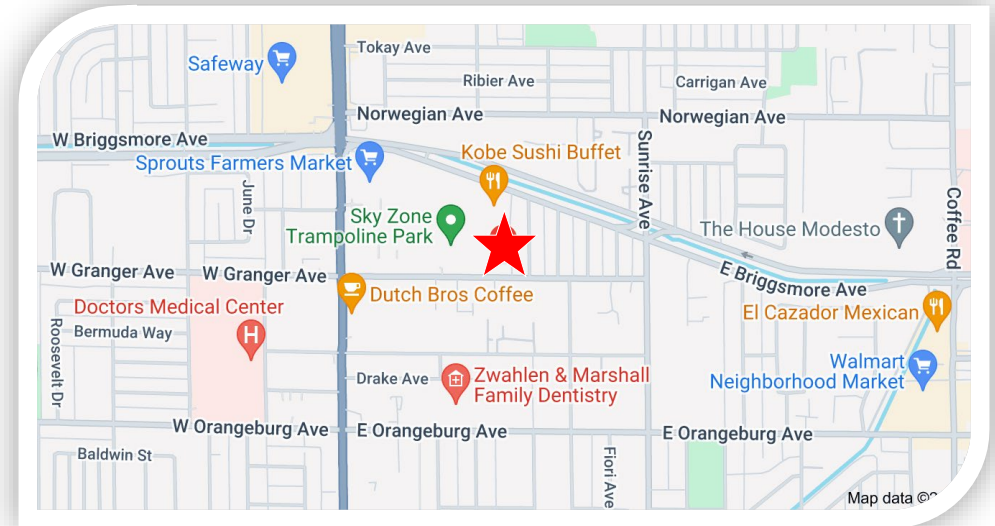 Tokay Ave
Safeway
Ribier Ave
Carrigan Ave
Norwegian Ave
Norwegian Ave
W Briggsmore Ave
Sprouts Farmers Market
Kobe Sushi Buffet
Sunrise Ave
June Dr
Coffee Rd
Sky Zone
Trampoline Park
The House Modesto
W Granger Ave
W Granger Ave
E Briggsmore Ave
Dutch Bros Coffee
Doctors Medical Center
H
El Cazador Mexican
Roosevelt Dr
Bermuda Way
Walmart
Neighborhood Market
Drake Ave
Zwahlen & Marshall
Family Dentistry
W Orangeburg Ave
E Orangeburg Ave
E Orangeburg Ave
Baldwin St
Fiori Ave
Map data ©